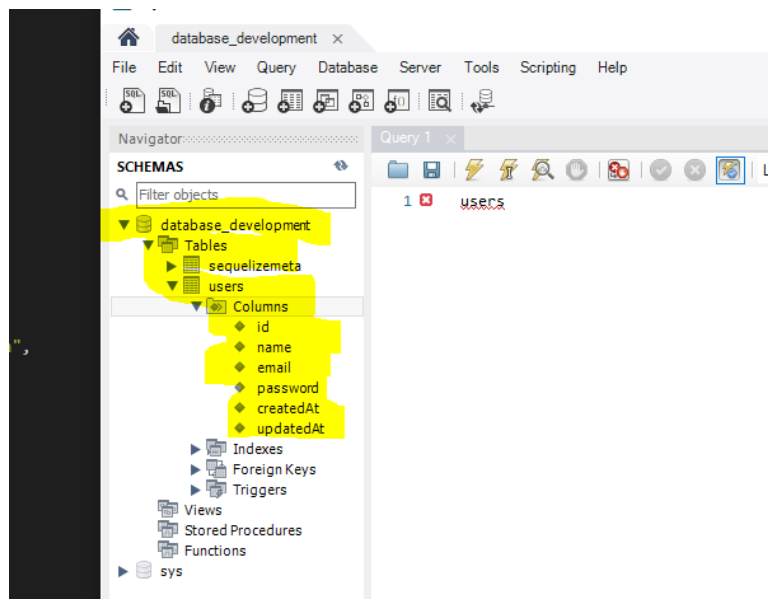 database_development ×
File Edit View Query Database Server Tools Scripting Help
SQL SQL
Navigator
SCHEMAS
Filter objects
database_development
Tables
sequelizemeta
users
Columns
id
name
email
password
createdAt
updatedAt
Indexes
Foreign Keys
Triggers
Views
Stored Procedures
Functions
sys
Query 1 ×
L
1 users
",